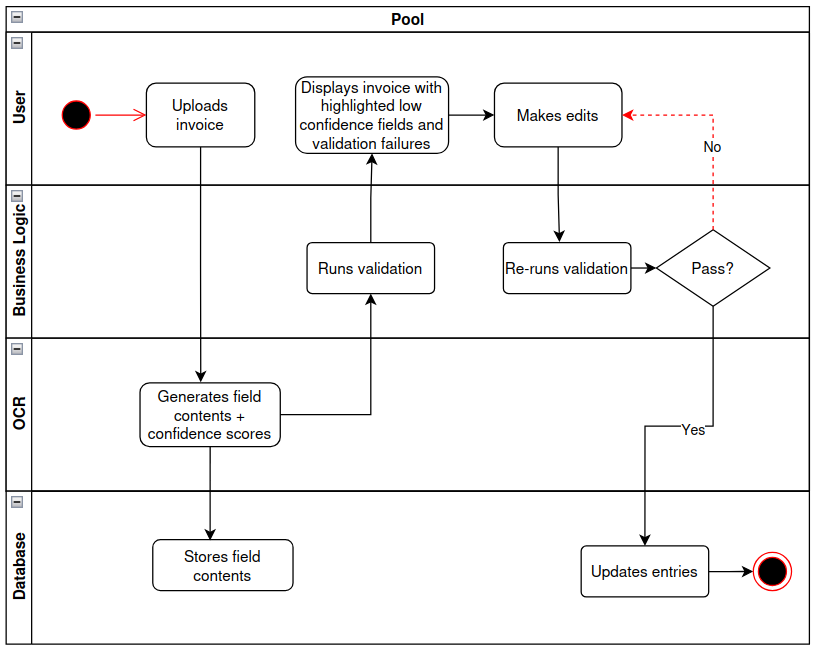 Pool
User
Uploads
invoice
Displays invoice with
highlighted low
confidence fields and
validation failures
Makes edits
No
Business Logic
Runs validation
Re-runs validation
Pass?
OCR
Generates field
contents +
confidence scores
Yes
Database
Stores field
contents
Updates entries